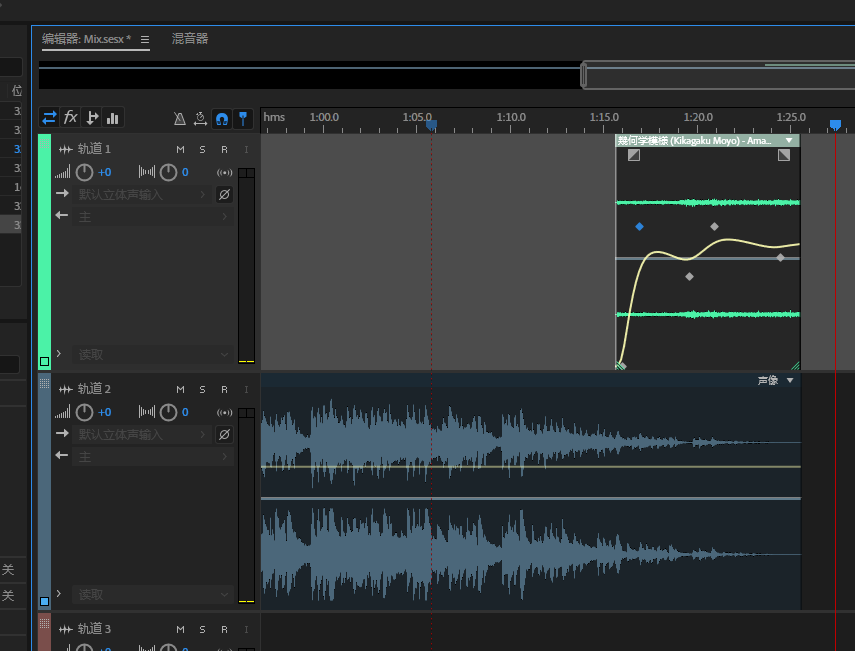 编辑器: Mix.sesx *
混音器
位
3:
3:
3:
3:
1
3:
3:
fx
hms 1:00.0 1:05.0 1:10.0 1:15.0 1:20.0 1:25.0
轨道 1 M S R I
+0 0
默认立体声输入
主
读取
幾何学模様 (Kikagaku Moyo) - Ama...
轨道 2 M S R I
+0 0
默认立体声输入
主
读取
声像
关
关
轨道 3 M S R I